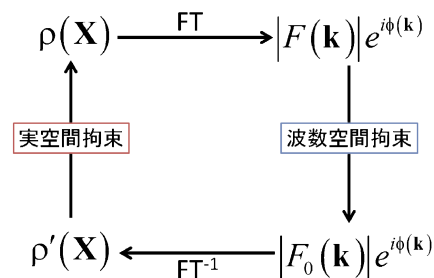 ρ(X) FT |F(k)|e^{iϕ(k)}
実空間拘束 波数空間拘束
ρ′(X) FT⁻¹ |F₀(k)|e^{iϕ(k)}